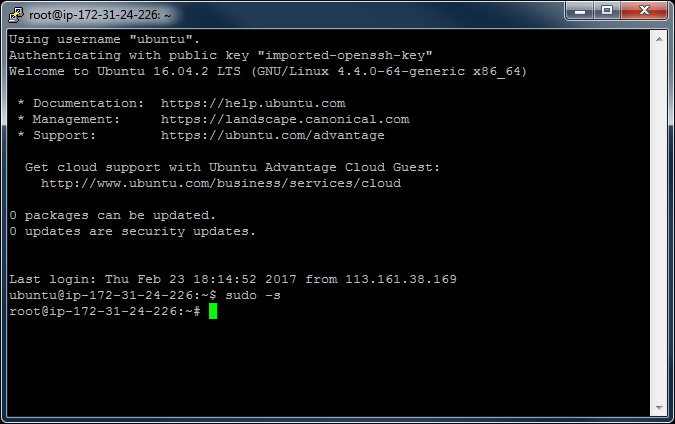 root@ip-172-31-24-226: ~
Using username "ubuntu".
Authenticating with public key "imported-openssh-key"
Welcome to Ubuntu 16.04.2 LTS (GNU/Linux 4.4.0-64-generic x86_64)
* Documentation:  https://help.ubuntu.com
* Management:     https://landscape.canonical.com
* Support:        https://ubuntu.com/advantage
Get cloud support with Ubuntu Advantage Cloud Guest:
http://www.ubuntu.com/business/services/cloud
0 packages can be updated.
0 updates are security updates.
Last login: Thu Feb 23 18:14:52 2017 from 113.161.38.169
ubuntu@ip-172-31-24-226:~$ sudo -s
root@ip-172-31-24-226:~#